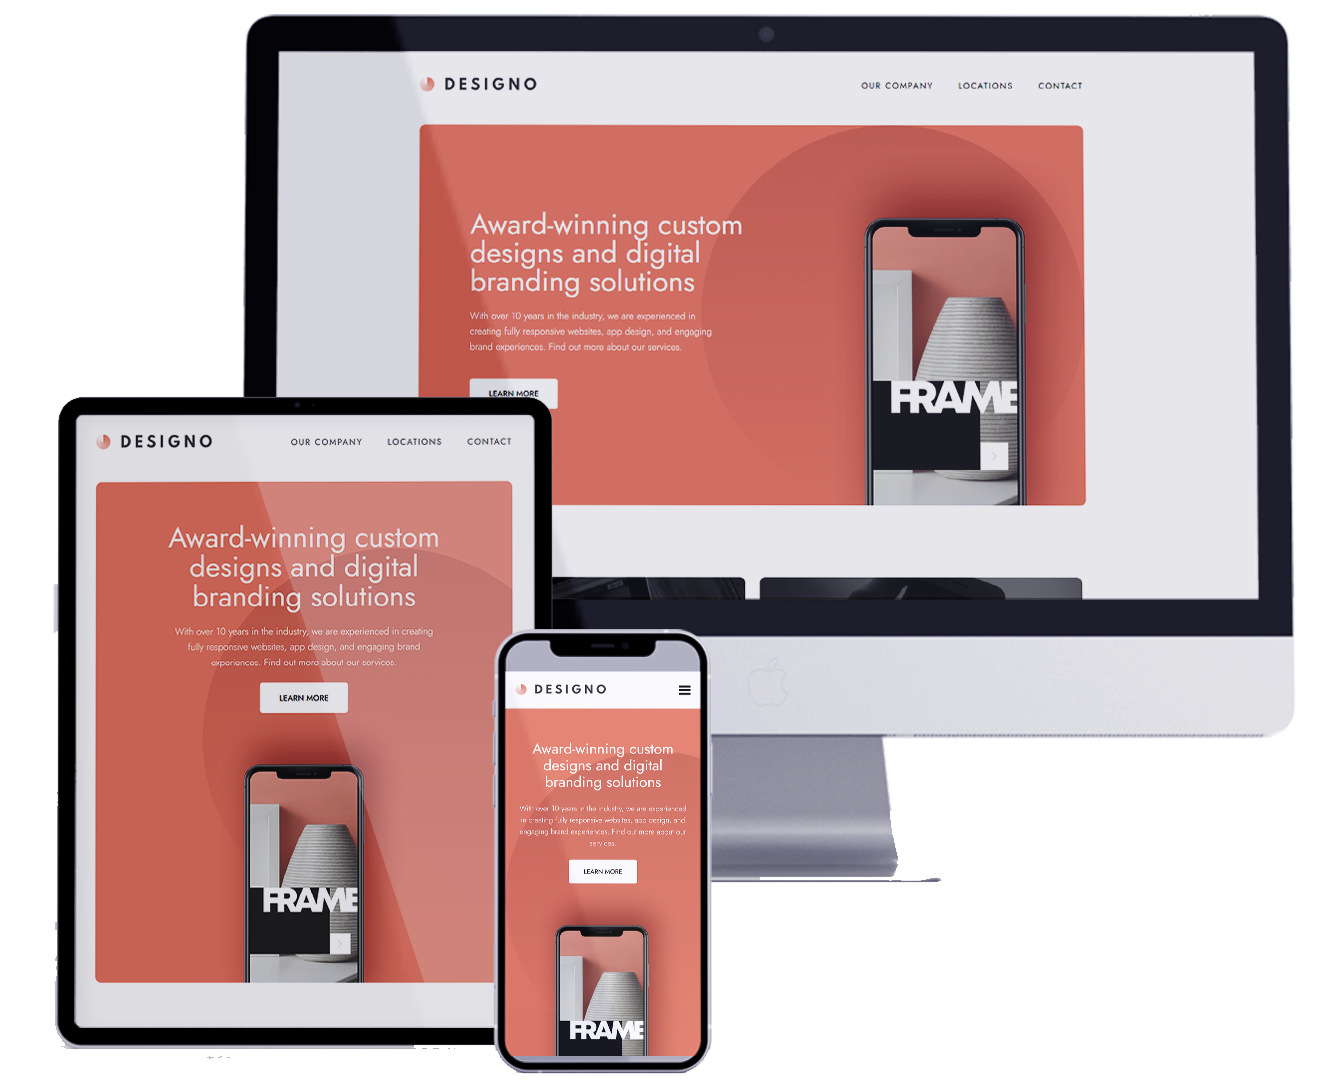 DESIGNO
OUR COMPANY LOCATIONS CONTACT
Award-winning custom
designs and digital
branding solutions
With over 10 years in the industry, we are experienced in
creating fully responsive websites, app design, and engaging
brand experiences. Find out more about our services.
LEARN MORE
FRAME
DESIGNO
OUR COMPANY LOCATIONS CONTACT
Award-winning custom
designs and digital
branding solutions
With over 10 years in the industry, we are experienced in creating
fully responsive websites, app design, and engaging brand
experiences. Find out more about our services.
LEARN MORE
FRAME
DESIGNO
Award-winning custom
designs and digital
branding solutions
With over 10 years in the industry, we are experienced
in creating fully responsive websites, app design, and
engaging brand experiences. Find out more about our
services.
LEARN MORE
FRAME